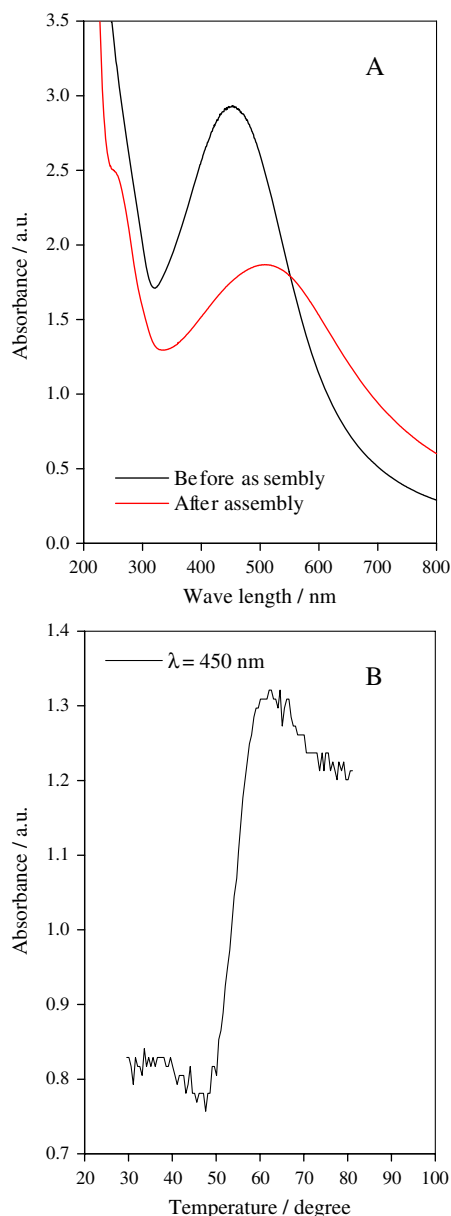 A
3.5
3.0
2.5
2.0
1.5
1.0
0.5
0.0
Absorbance / a.u.
Before as sembly
After assembly
200 300 400 500 600 700 800
Wave length / nm
B
λ = 450 nm
1.4
1.3
1.2
1.1
1.0
0.9
0.8
0.7
Absorbance / a.u.
20 30 40 50 60 70 80 90 100
Temperature / degree